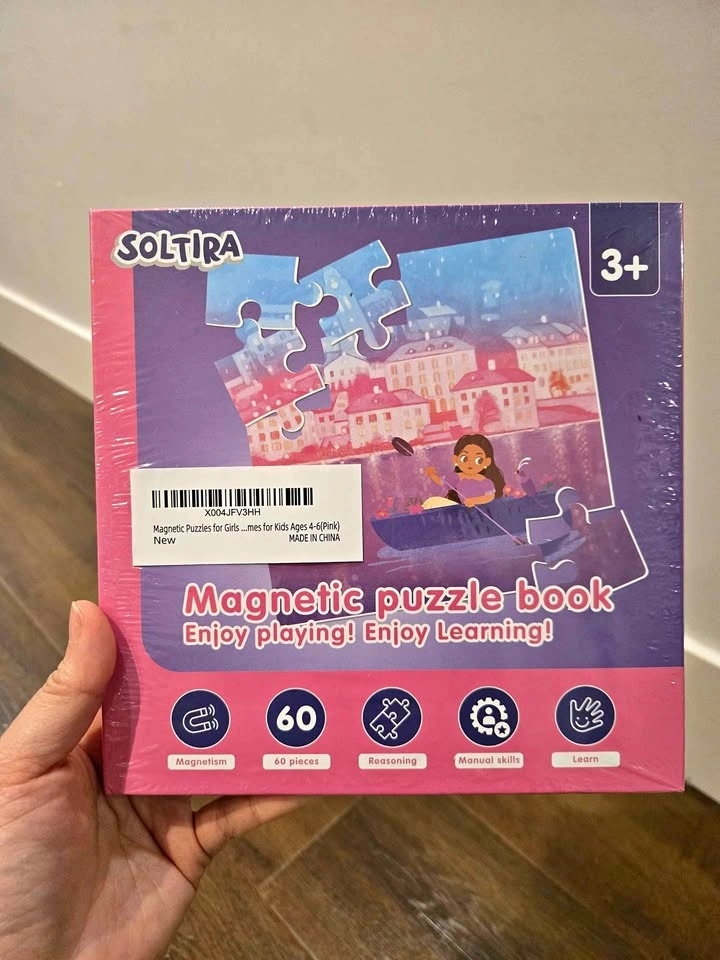 SOLTIRA
3+
X004JFV3HH
Magnetic Puzzles for Girls ...mes for Kids Ages 4-6(Pink)
New MADE IN CHINA
Magnetic puzzle book
Enjoy playing! Enjoy Learning!
60
Magnetism 60 pieces Reasoning Manual skills Learn